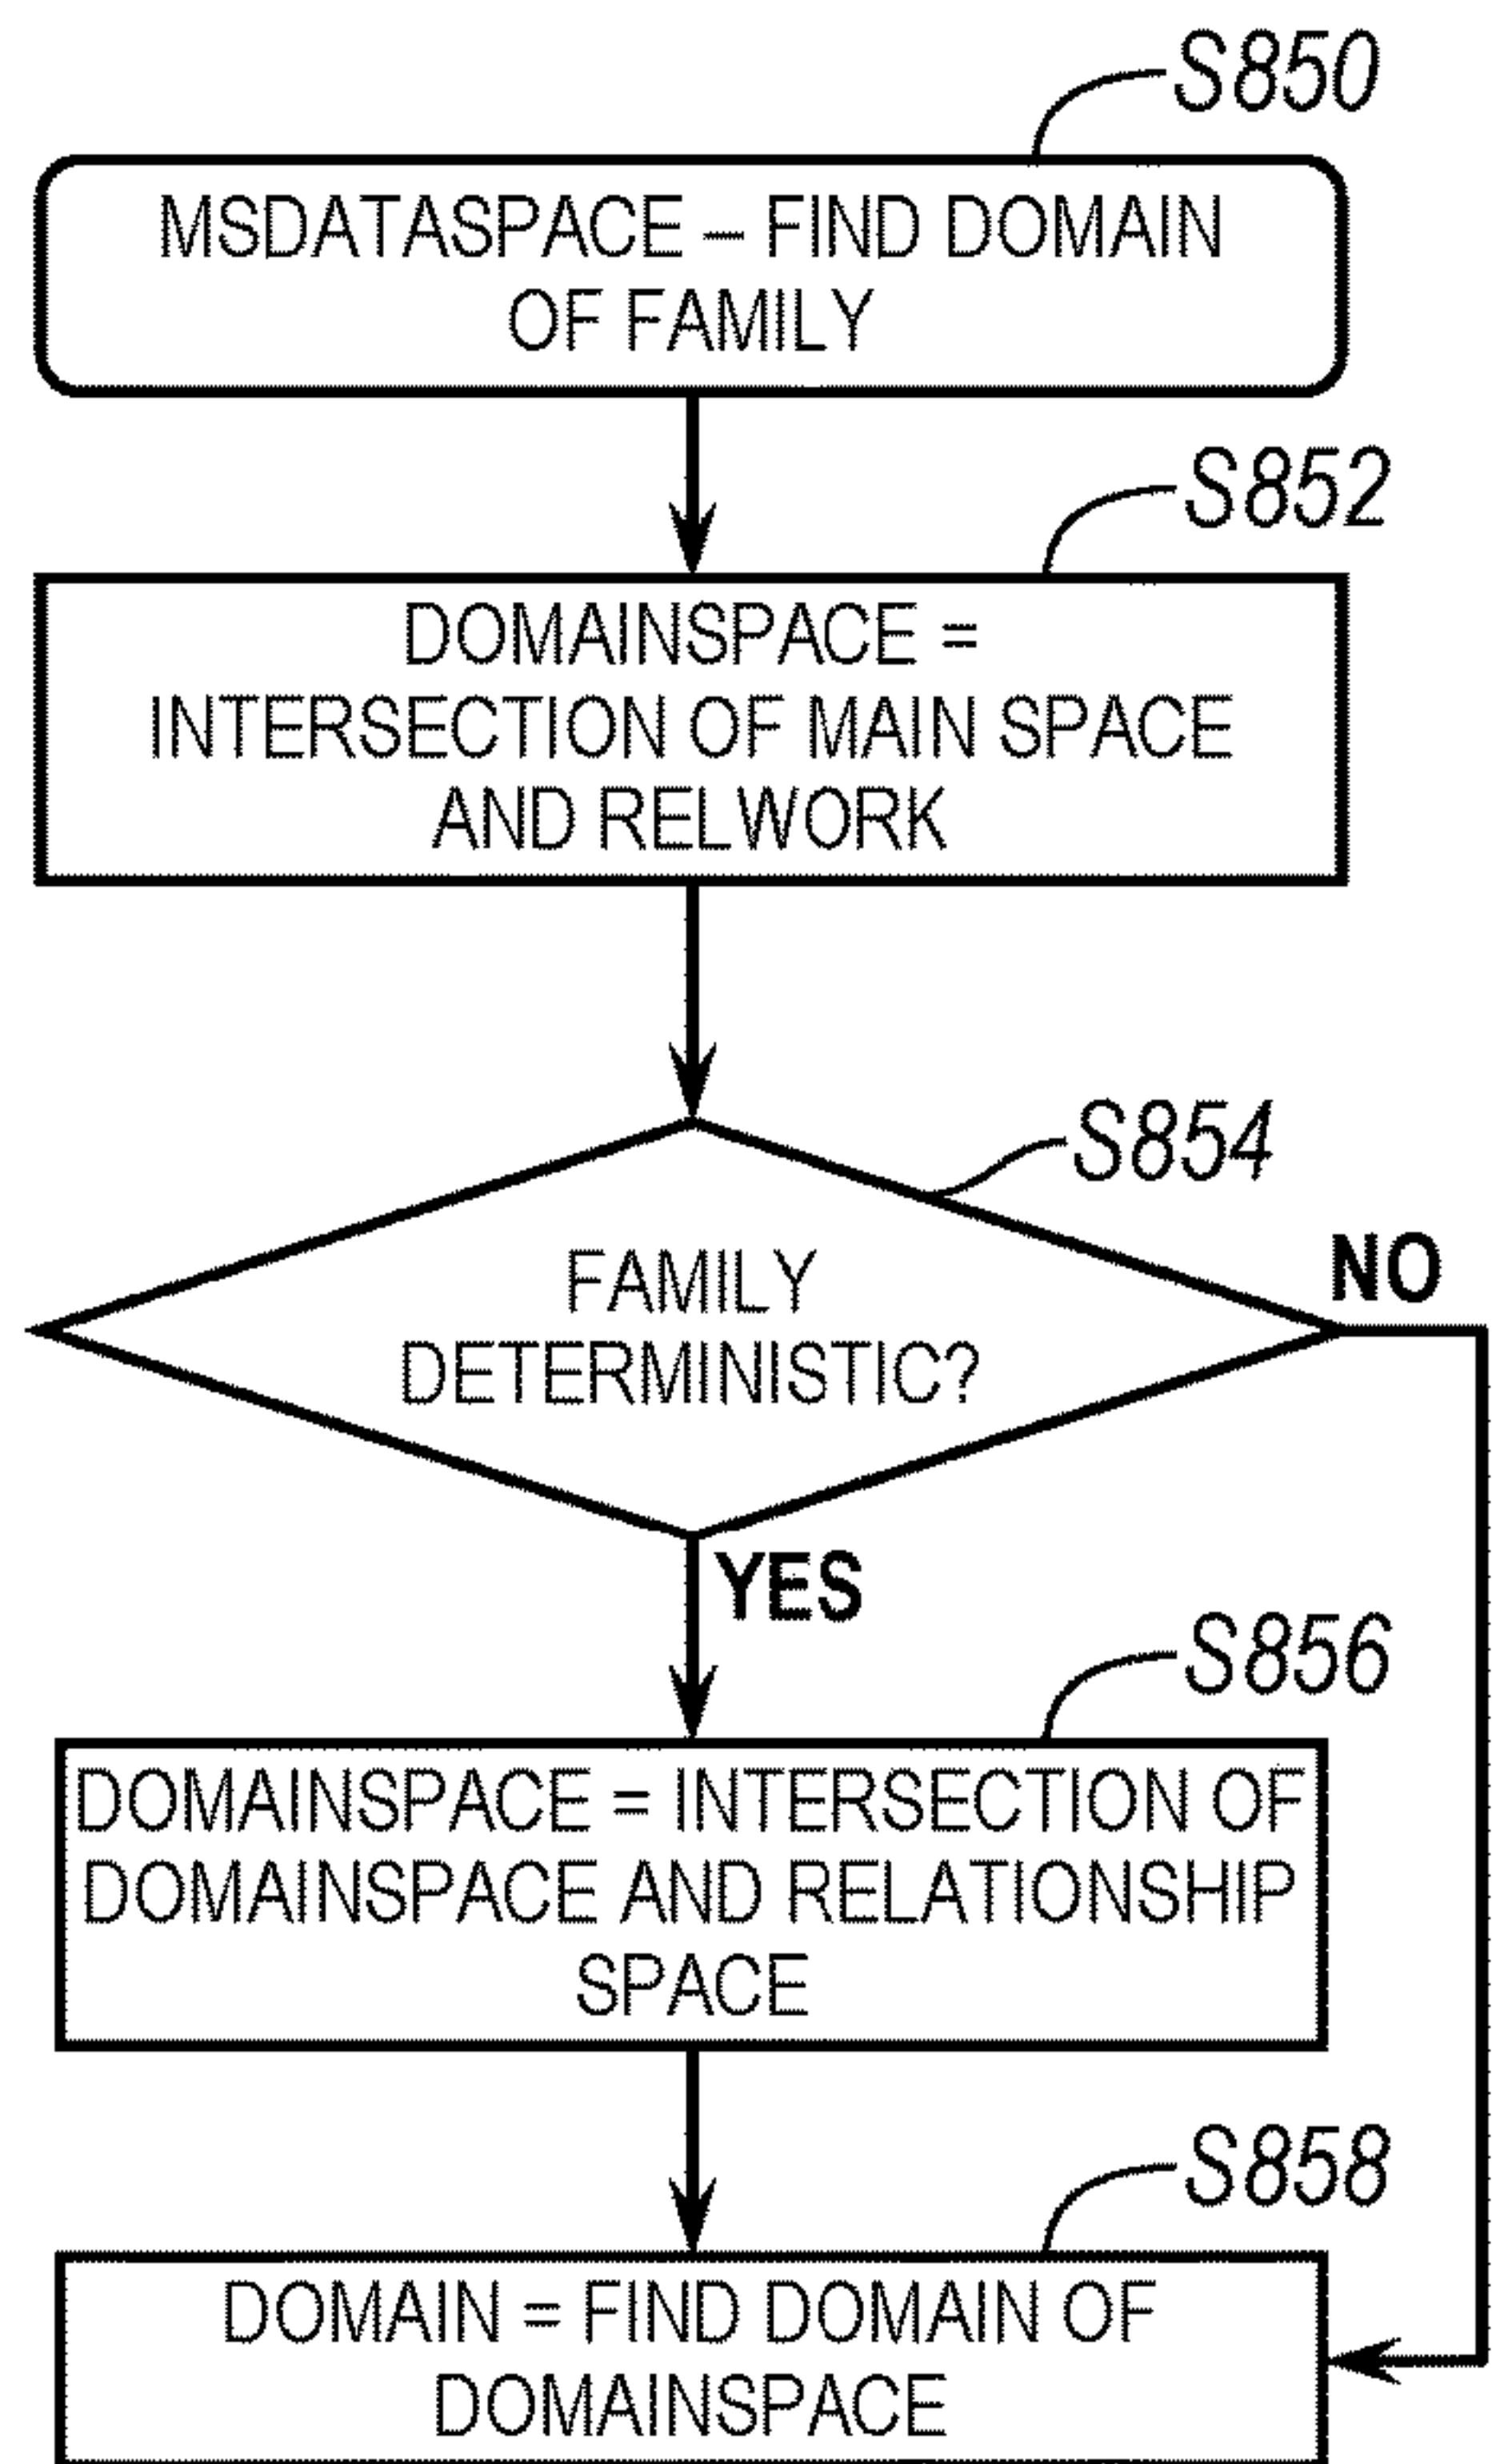 S850
MSDATASPACE – FIND DOMAIN
OF FAMILY
S852
DOMAINSPACE =
INTERSECTION OF MAIN SPACE
AND RELWORK
S854
FAMILY
DETERMINISTIC?
NO
YES
S856
DOMAINSPACE = INTERSECTION OF
DOMAINSPACE AND RELATIONSHIP
SPACE
S858
DOMAIN = FIND DOMAIN OF
DOMAINSPACE